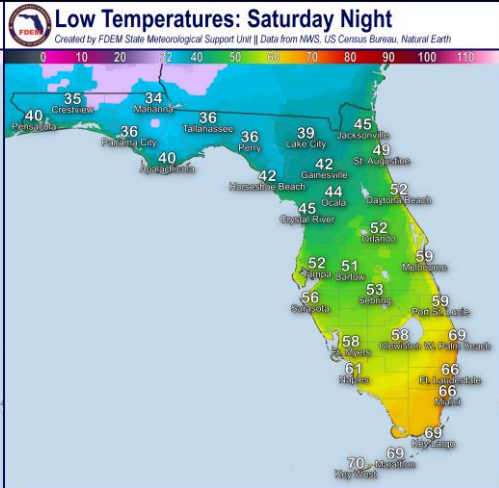 FDEM
Low Temperatures: Saturday Night
Created by FDEM State Meteorological Support Unit || Data from NWS, US Census Bureau, Natural Earth
0 10 20 32 40 50 60 70 80 90 100 110
35
Crestview
34
Marianna
40
Pensacola
36
Tallahassee
36
Panama City
36
Perry
39
Lake City
45
Jacksonville
49
St. Augustine
40
Apalachicola
42
Horseshoe Beach
42
Gainesville
44
Ocala
52
Daytona Beach
45
Crystal River
52
Orlando
52
Tampa
51
Bartow
59
Melbourne
53
Sebring
56
Sarasota
59
Port St. Lucie
58
Ft. Myers
58
Clewiston
69
W. Palm Beach
61
Naples
66
Ft. Lauderdale
66
Miami
69
Key Largo
69
Marathon
70
Key West